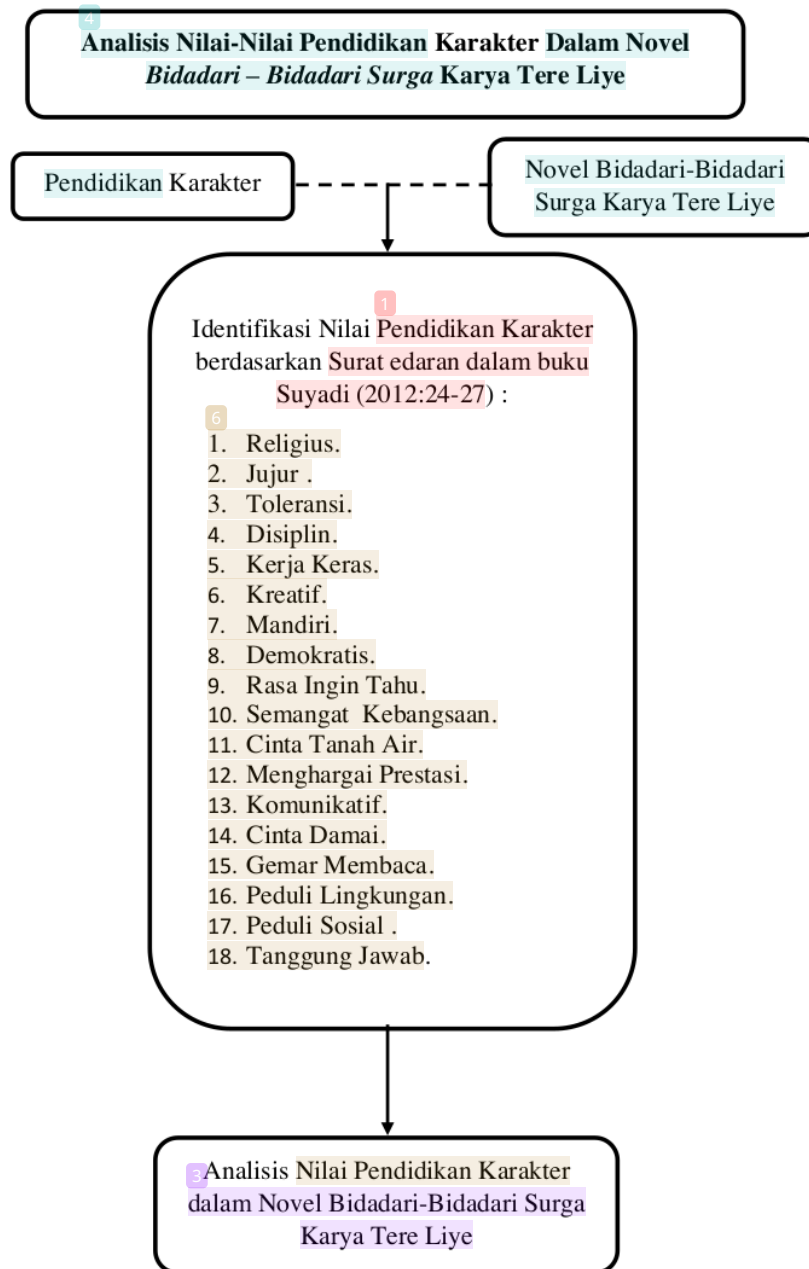 4
Analisis Nilai-Nilai Pendidikan Karakter Dalam Novel
Bidadari – Bidadari Surga Karya Tere Liye
Pendidikan Karakter
Novel Bidadari-Bidadari
Surga Karya Tere Liye
1
Identifikasi Nilai Pendidikan Karakter
berdasarkan Surat edaran dalam buku
Suyadi (2012:24-27) :
6
1. Religius.
2. Jujur .
3. Toleransi.
4. Disiplin.
5. Kerja Keras.
6. Kreatif.
7. Mandiri.
8. Demokratis.
9. Rasa Ingin Tahu.
10. Semangat  Kebangsaan.
11. Cinta Tanah Air.
12. Menghargai Prestasi.
13. Komunikatif.
14. Cinta Damai.
15. Gemar Membaca.
16. Peduli Lingkungan.
17. Peduli Sosial .
18. Tanggung Jawab.
3
Analisis Nilai Pendidikan Karakter
dalam Novel Bidadari-Bidadari Surga
Karya Tere Liye